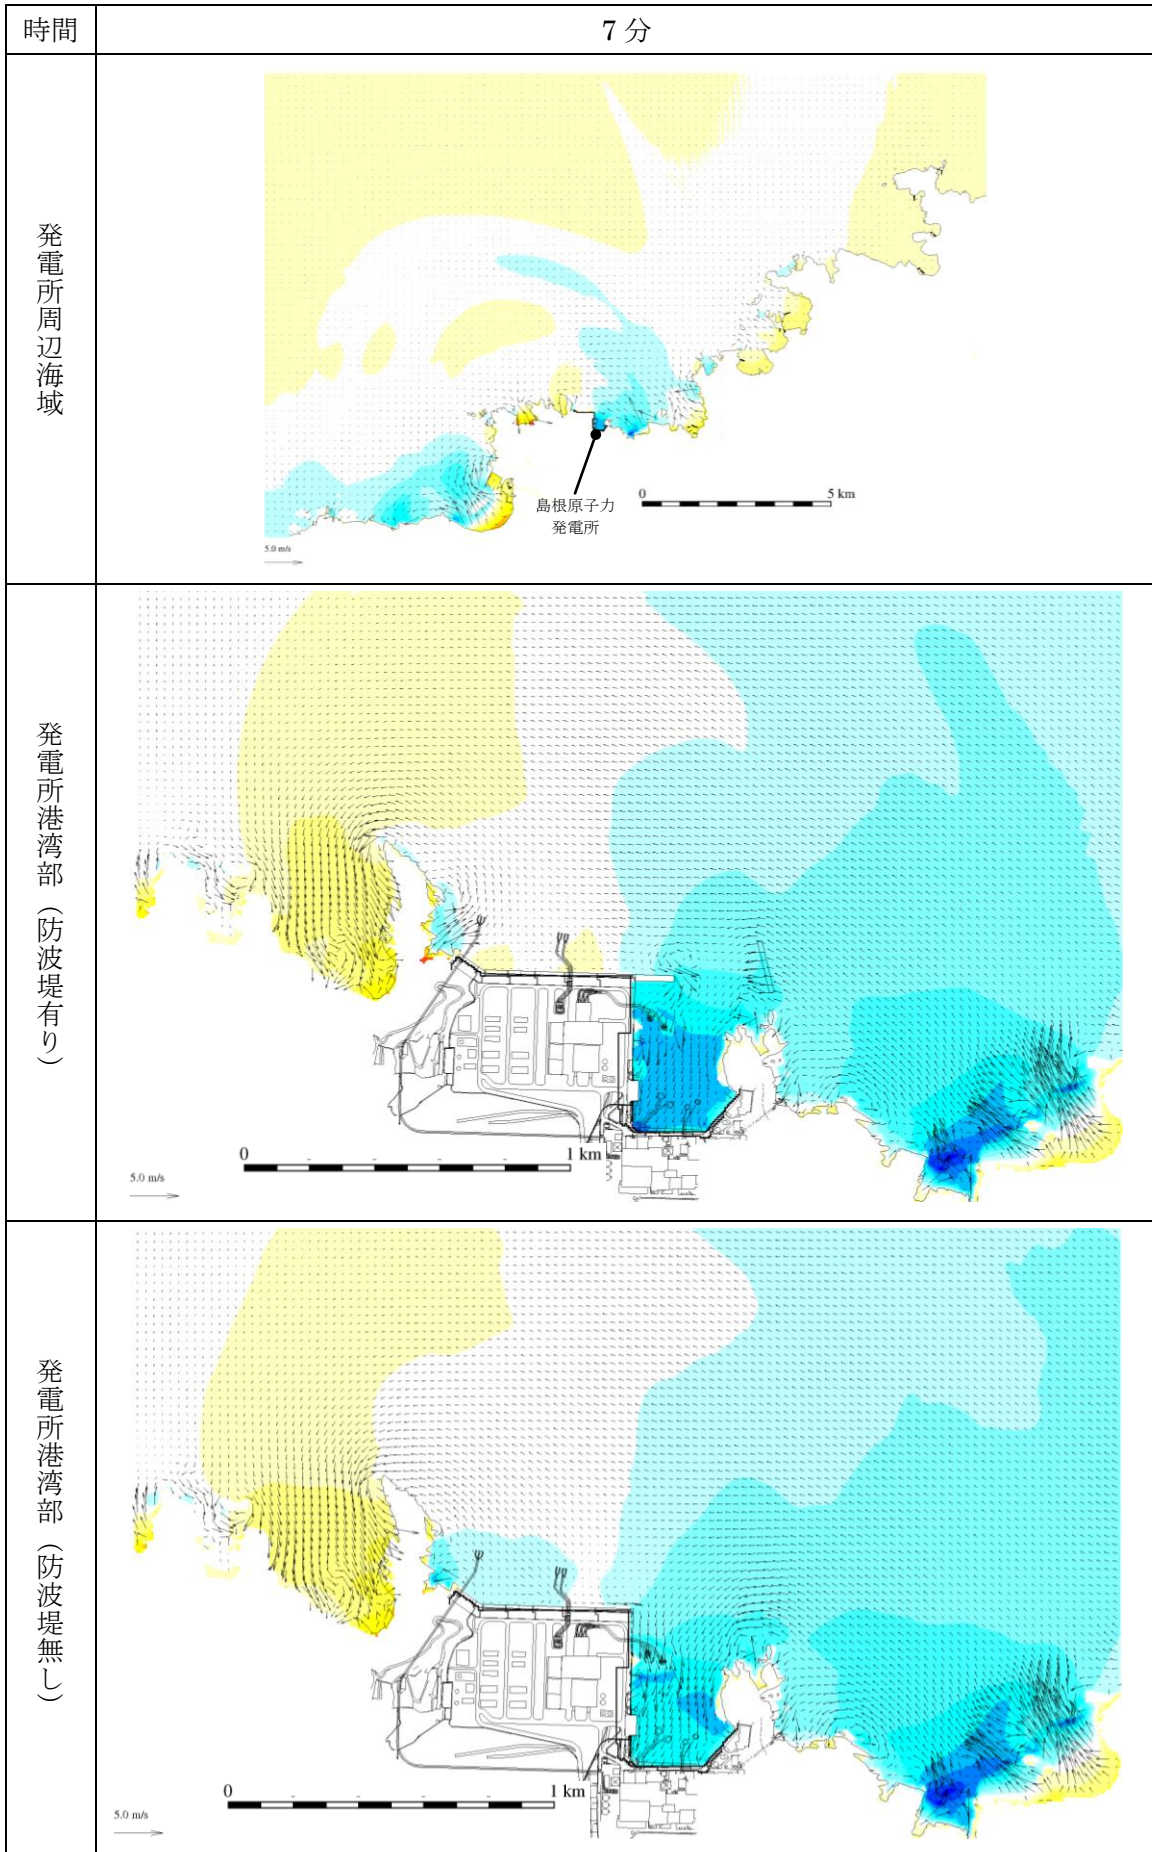 時間
7 分
発電所周辺海域
島根原子力
発電所
0
5 km
5.0 m/s
発電所港湾部（防波堤有り）
0
1 km
5.0 m/s
発電所港湾部（防波堤無し）
0
1 km
5.0 m/s